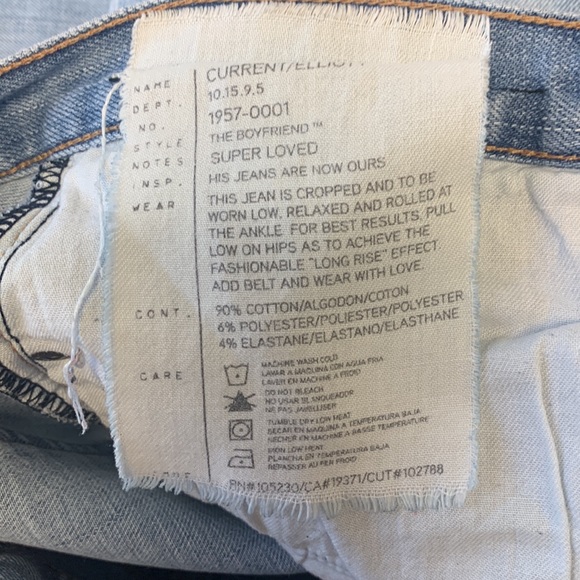 NAME CURRENT/ELLIOTT
DEPT. 10.15.9.5
NO. 1957-0001
STYLE THE BOYFRIEND™
NOTES SUPER LOVED
INSP. HIS JEANS ARE NOW OURS
WEAR THIS JEAN IS CROPPED AND TO BE
WORN LOW, RELAXED AND ROLLED AT
THE ANKLE. FOR BEST RESULTS, PULL
LOW ON HIPS AS TO ACHIEVE THE
FASHIONABLE "LONG RISE" EFFECT.
ADD BELT AND WEAR WITH LOVE.
CONT. 90% COTTON/ALGODON/COTON
6% POLYESTER/POLIESTER/POLYESTER
4% ELASTANE/ELASTANO/ELASTHANE
MACHINE WASH COLD
LAVAR A MAQUINA CON AGUA FRIA
LAVER EN MACHINE A FROID
CARE DO NOT BLEACH
NO USAR BLANQUEADOR
NE PAS JAVELLISER
TUMBLE DRY LOW HEAT
SECAR EN MAQUINA A TEMPERATURA BAJA
SECHER EN MACHINE A BASSE TEMPERATURE
IRON LOW HEAT
PLANCHA EN TEMPERATURA BAJA
REPASSER AU FER FROID
CODE RN#105230/CA#19371/CUT#102788